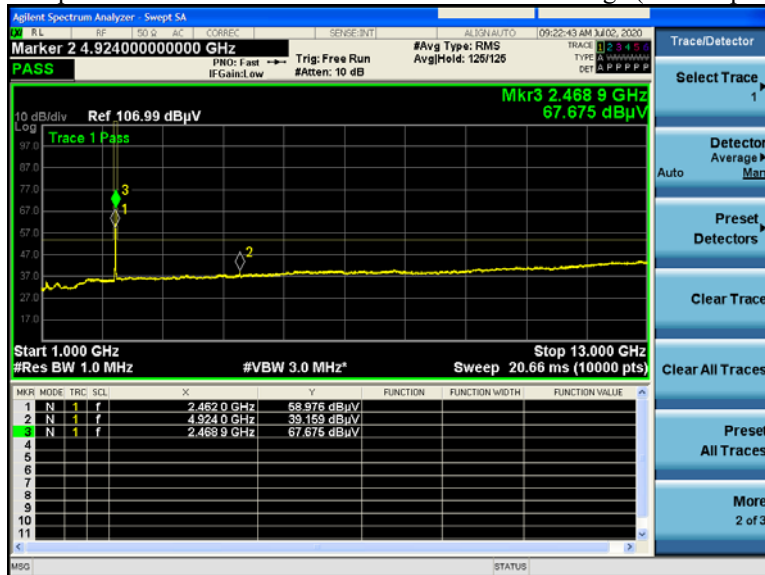 Agilent Spectrum Analyzer - Swept SA
RL RF 50 Ω AC CORREC SENSE:INT ALIGN AUTO 09:22:43 AM Jul 02, 2020
Marker 2 4.924000000000 GHz
PASS
PNO: Fast
IFGain:Low
Trig: Free Run
#Atten: 10 dB
#Avg Type: RMS
Avg|Hold: 125/125
TRACE 1 2 3 4 5 6
TYPE A WWWWW
DET A P P P P P
Mkr3 2.468 9 GHz
67.675 dBµV
10 dB/div Ref 106.99 dBµV
Log
Trace 1 Pass
97.0
87.0
77.0
67.0
57.0
47.0
37.0
27.0
17.0
3
1
2
Start 1.000 GHz Stop 13.000 GHz
#Res BW 1.0 MHz #VBW 3.0 MHz* Sweep 20.66 ms (10000 pts)
MKR MODE TRC SCL X Y FUNCTION FUNCTION WIDTH FUNCTION VALUE
1 N 1 f 2.462 0 GHz 58.976 dBµV
2 N 1 f 4.924 0 GHz 39.159 dBµV
3 N 1 f 2.468 9 GHz 67.675 dBµV
4
5
6
7
8
9
10
11
MSG STATUS
Trace/Detector
Select Trace
1
Detector
Average
Auto Man
Preset
Detectors
Clear Trace
Clear All Traces
Preset
All Traces
More
2 of 3